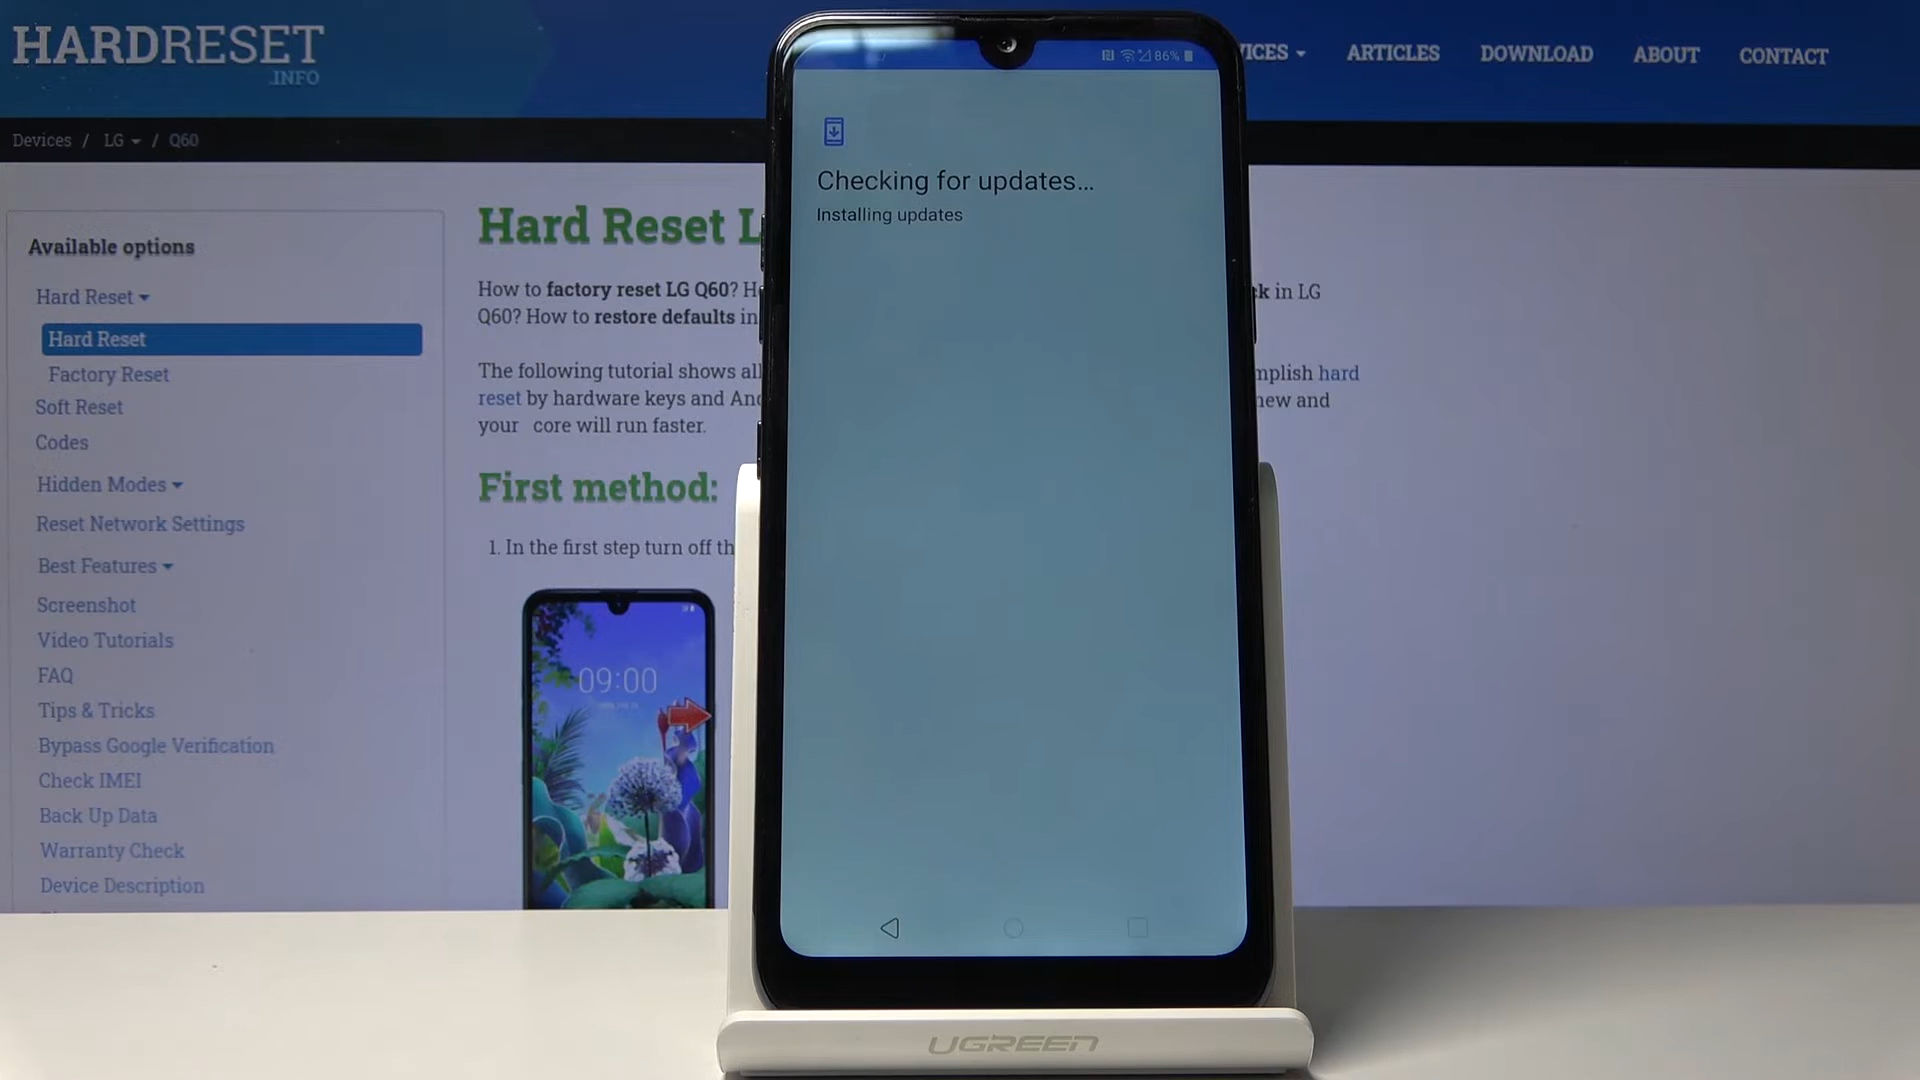 HARDRESET
.INFO
VICES
ARTICLES
DOWNLOAD
ABOUT
CONTACT
Devices / LG / Q60
Available options
Hard Reset
Hard Reset
Factory Reset
Soft Reset
Codes
Hidden Modes
Reset Network Settings
Best Features
Screenshot
Video Tutorials
FAQ
Tips & Tricks
Bypass Google Verification
Check IMEI
Back Up Data
Warranty Check
Device Description
Hard Reset L
How to factory reset LG Q60? H
Q60? How to restore defaults in
The following tutorial shows all
reset by hardware keys and And
your core will run faster.
First method:
1. In the first step turn off th
09:00
ck in LG
mplish hard
new and
86%
Checking for updates...
Installing updates
UGREEN